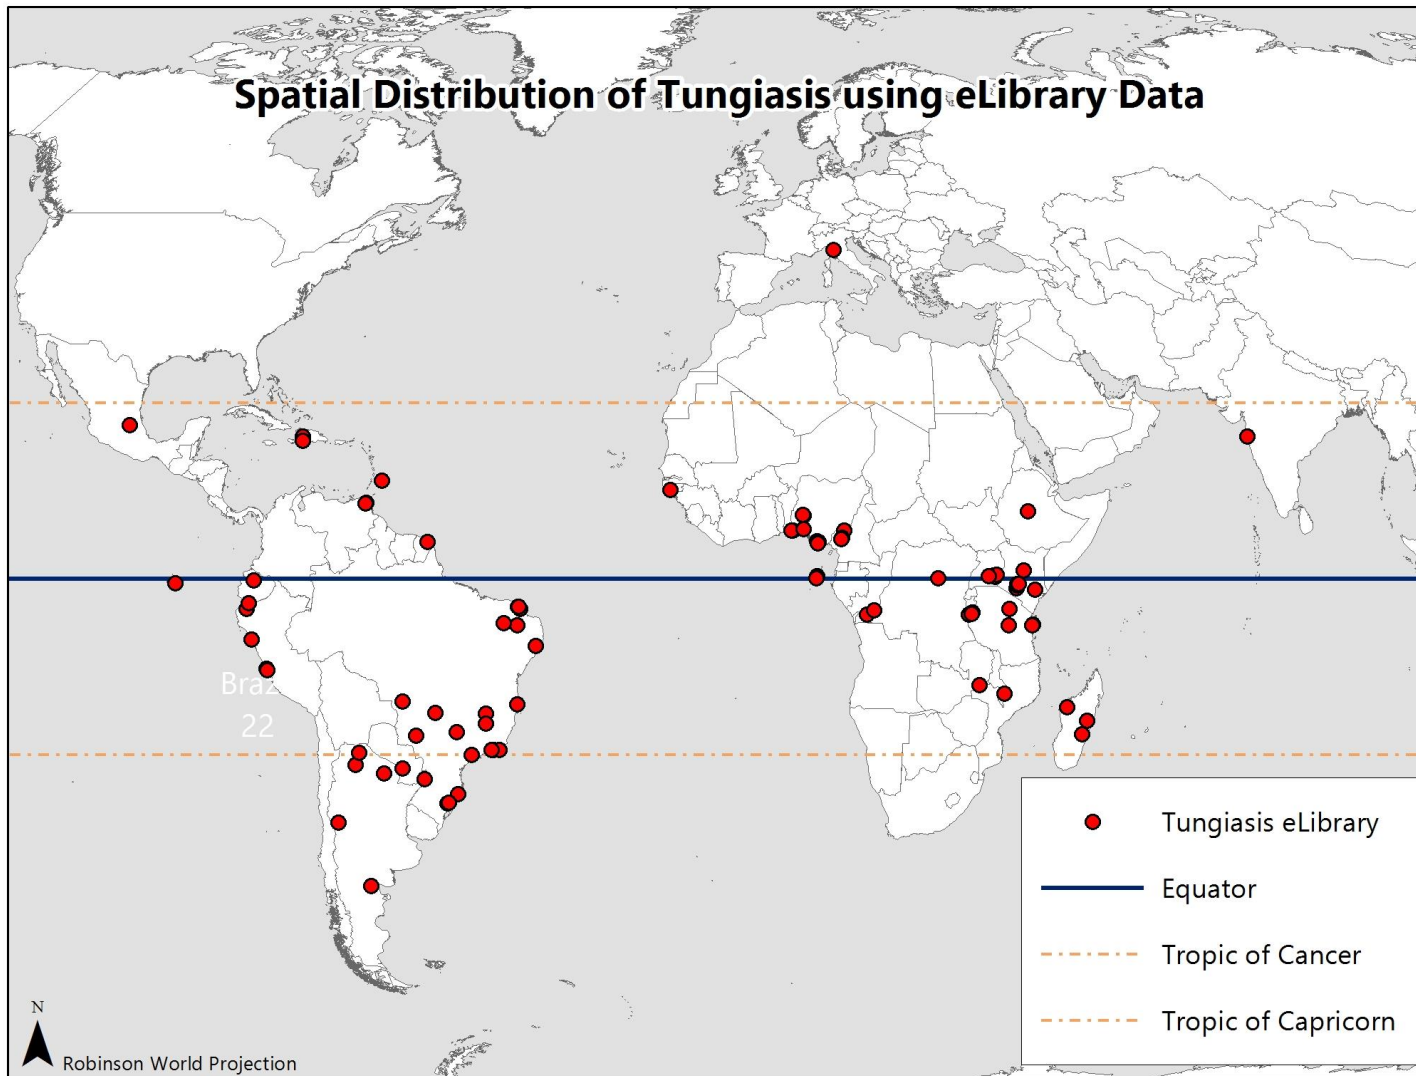 Spatial Distribution of Tungiasis using eLibrary Data
Braz
22
Tungiasis eLibrary
Equator
Tropic of Cancer
Tropic of Capricorn
N
Robinson World Projection